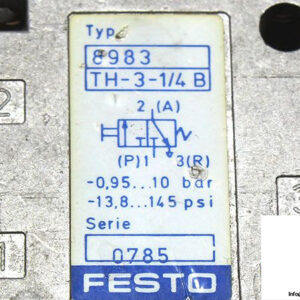 Type
8983
TH-3-1/4 B
2 (A)
(P)1 3(R)
-0,95...10 bar
-13,8...145 psi
Serie
0785
FESTO
2
1